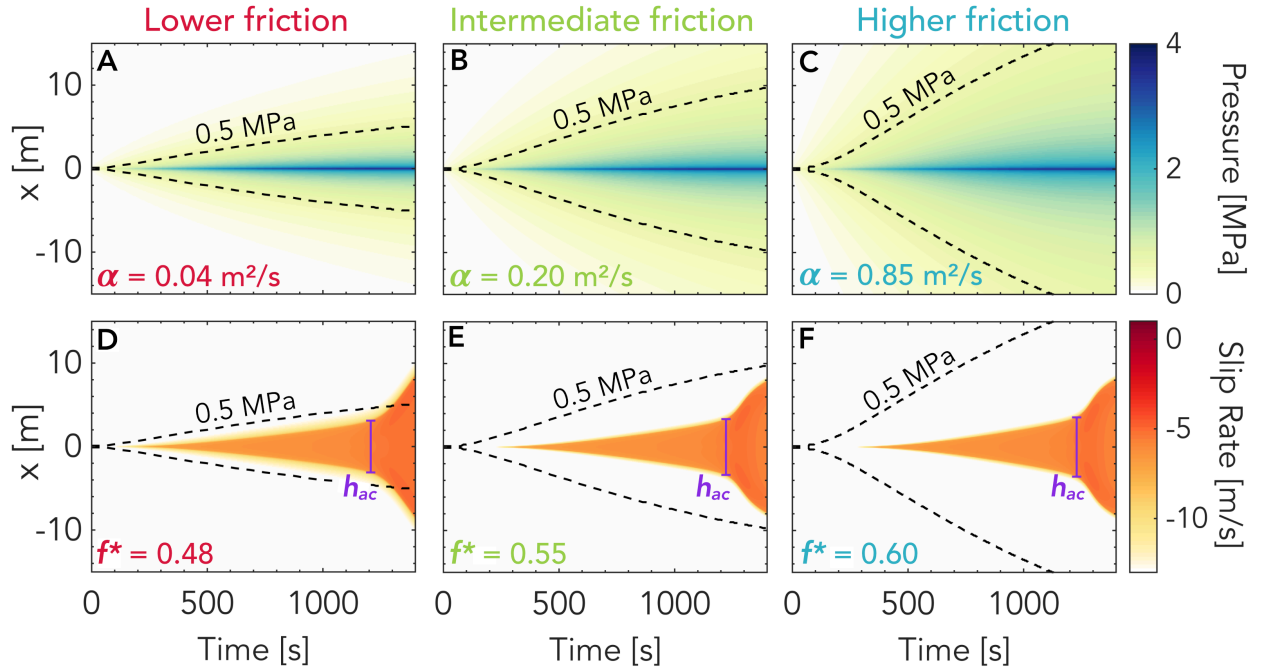 Lower friction
Intermediate friction
Higher friction
A
B
C
10
0
-10
x [m]
0.5 MPa
0.5 MPa
0.5 MPa
α = 0.04 m²/s
α = 0.20 m²/s
α = 0.85 m²/s
4
2
0
Pressure [MPa]
D
E
F
10
0
-10
x [m]
0.5 MPa
0.5 MPa
0.5 MPa
hac
hac
hac
f* = 0.48
f* = 0.55
f* = 0.60
0
-5
-10
Slip Rate [m/s]
0 500 1000
0 500 1000
0 500 1000
Time [s]
Time [s]
Time [s]